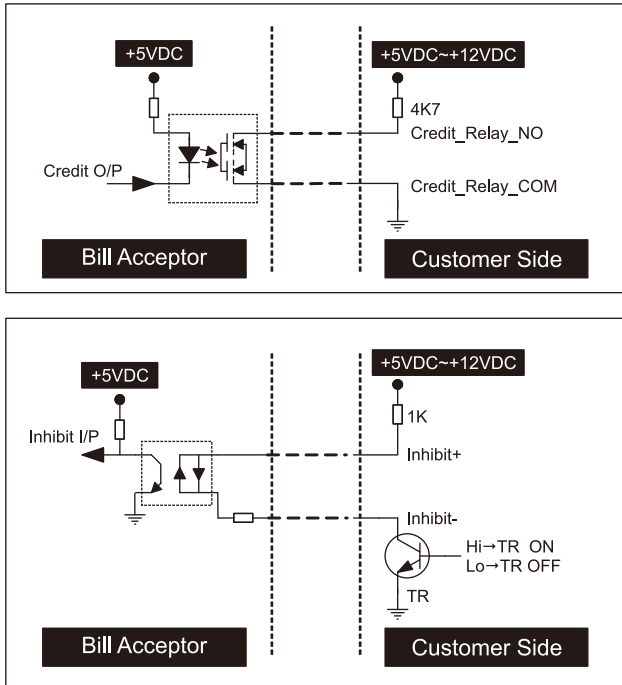 +5VDC
+5VDC~+12VDC
4K7
Credit_Relay_NO
Credit O/P
Credit_Relay_COM
Bill Acceptor
Customer Side
+5VDC
+5VDC~+12VDC
1K
Inhibit I/P
Inhibit+
Inhibit-
Hi→TR ON
Lo→TR OFF
TR
Bill Acceptor
Customer Side